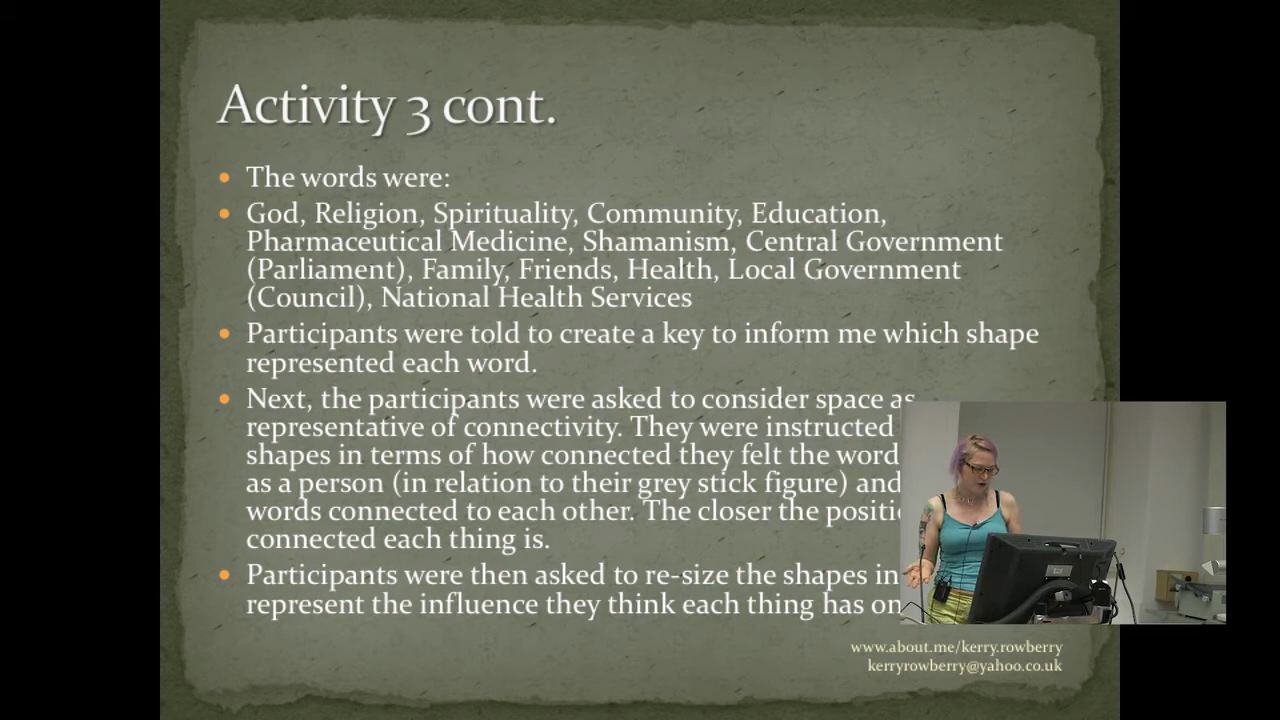 Activity 3 cont.
The words were:
God, Religion, Spirituality, Community, Education,
Pharmaceutical Medicine, Shamanism, Central Government
(Parliament), Family, Friends, Health, Local Government
(Council), National Health Services
Participants were told to create a key to inform me which shape
represented each word.
Next, the participants were asked to consider space as
representative of connectivity. They were instructed
shapes in terms of how connected they felt the word
as a person (in relation to their grey stick figure) and
words connected to each other. The closer the positi
connected each thing is.
Participants were then asked to re-size the shapes in
represent the influence they think each thing has on
www.about.me/kerry.rowberry
kerryrowberry@yahoo.co.uk